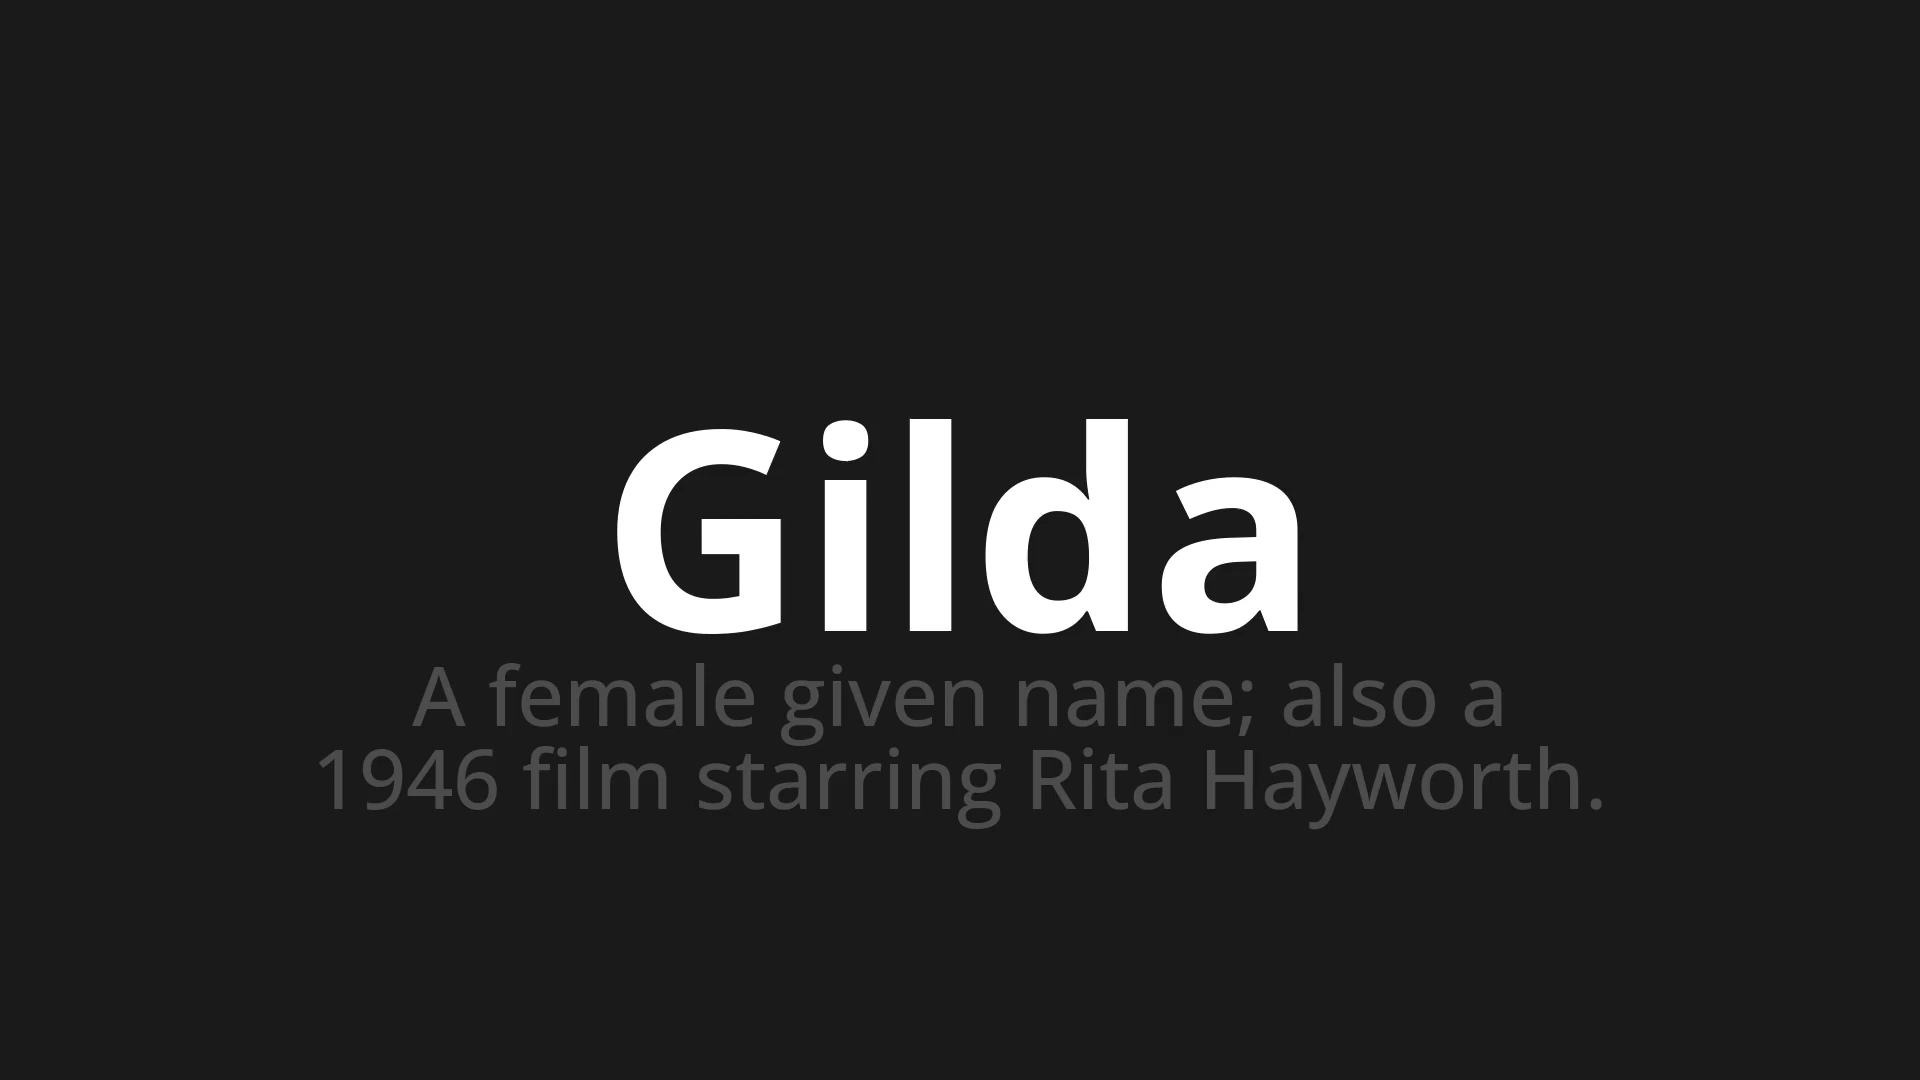 Gilda
A female given name; also a
1946 film starring Rita Hayworth.